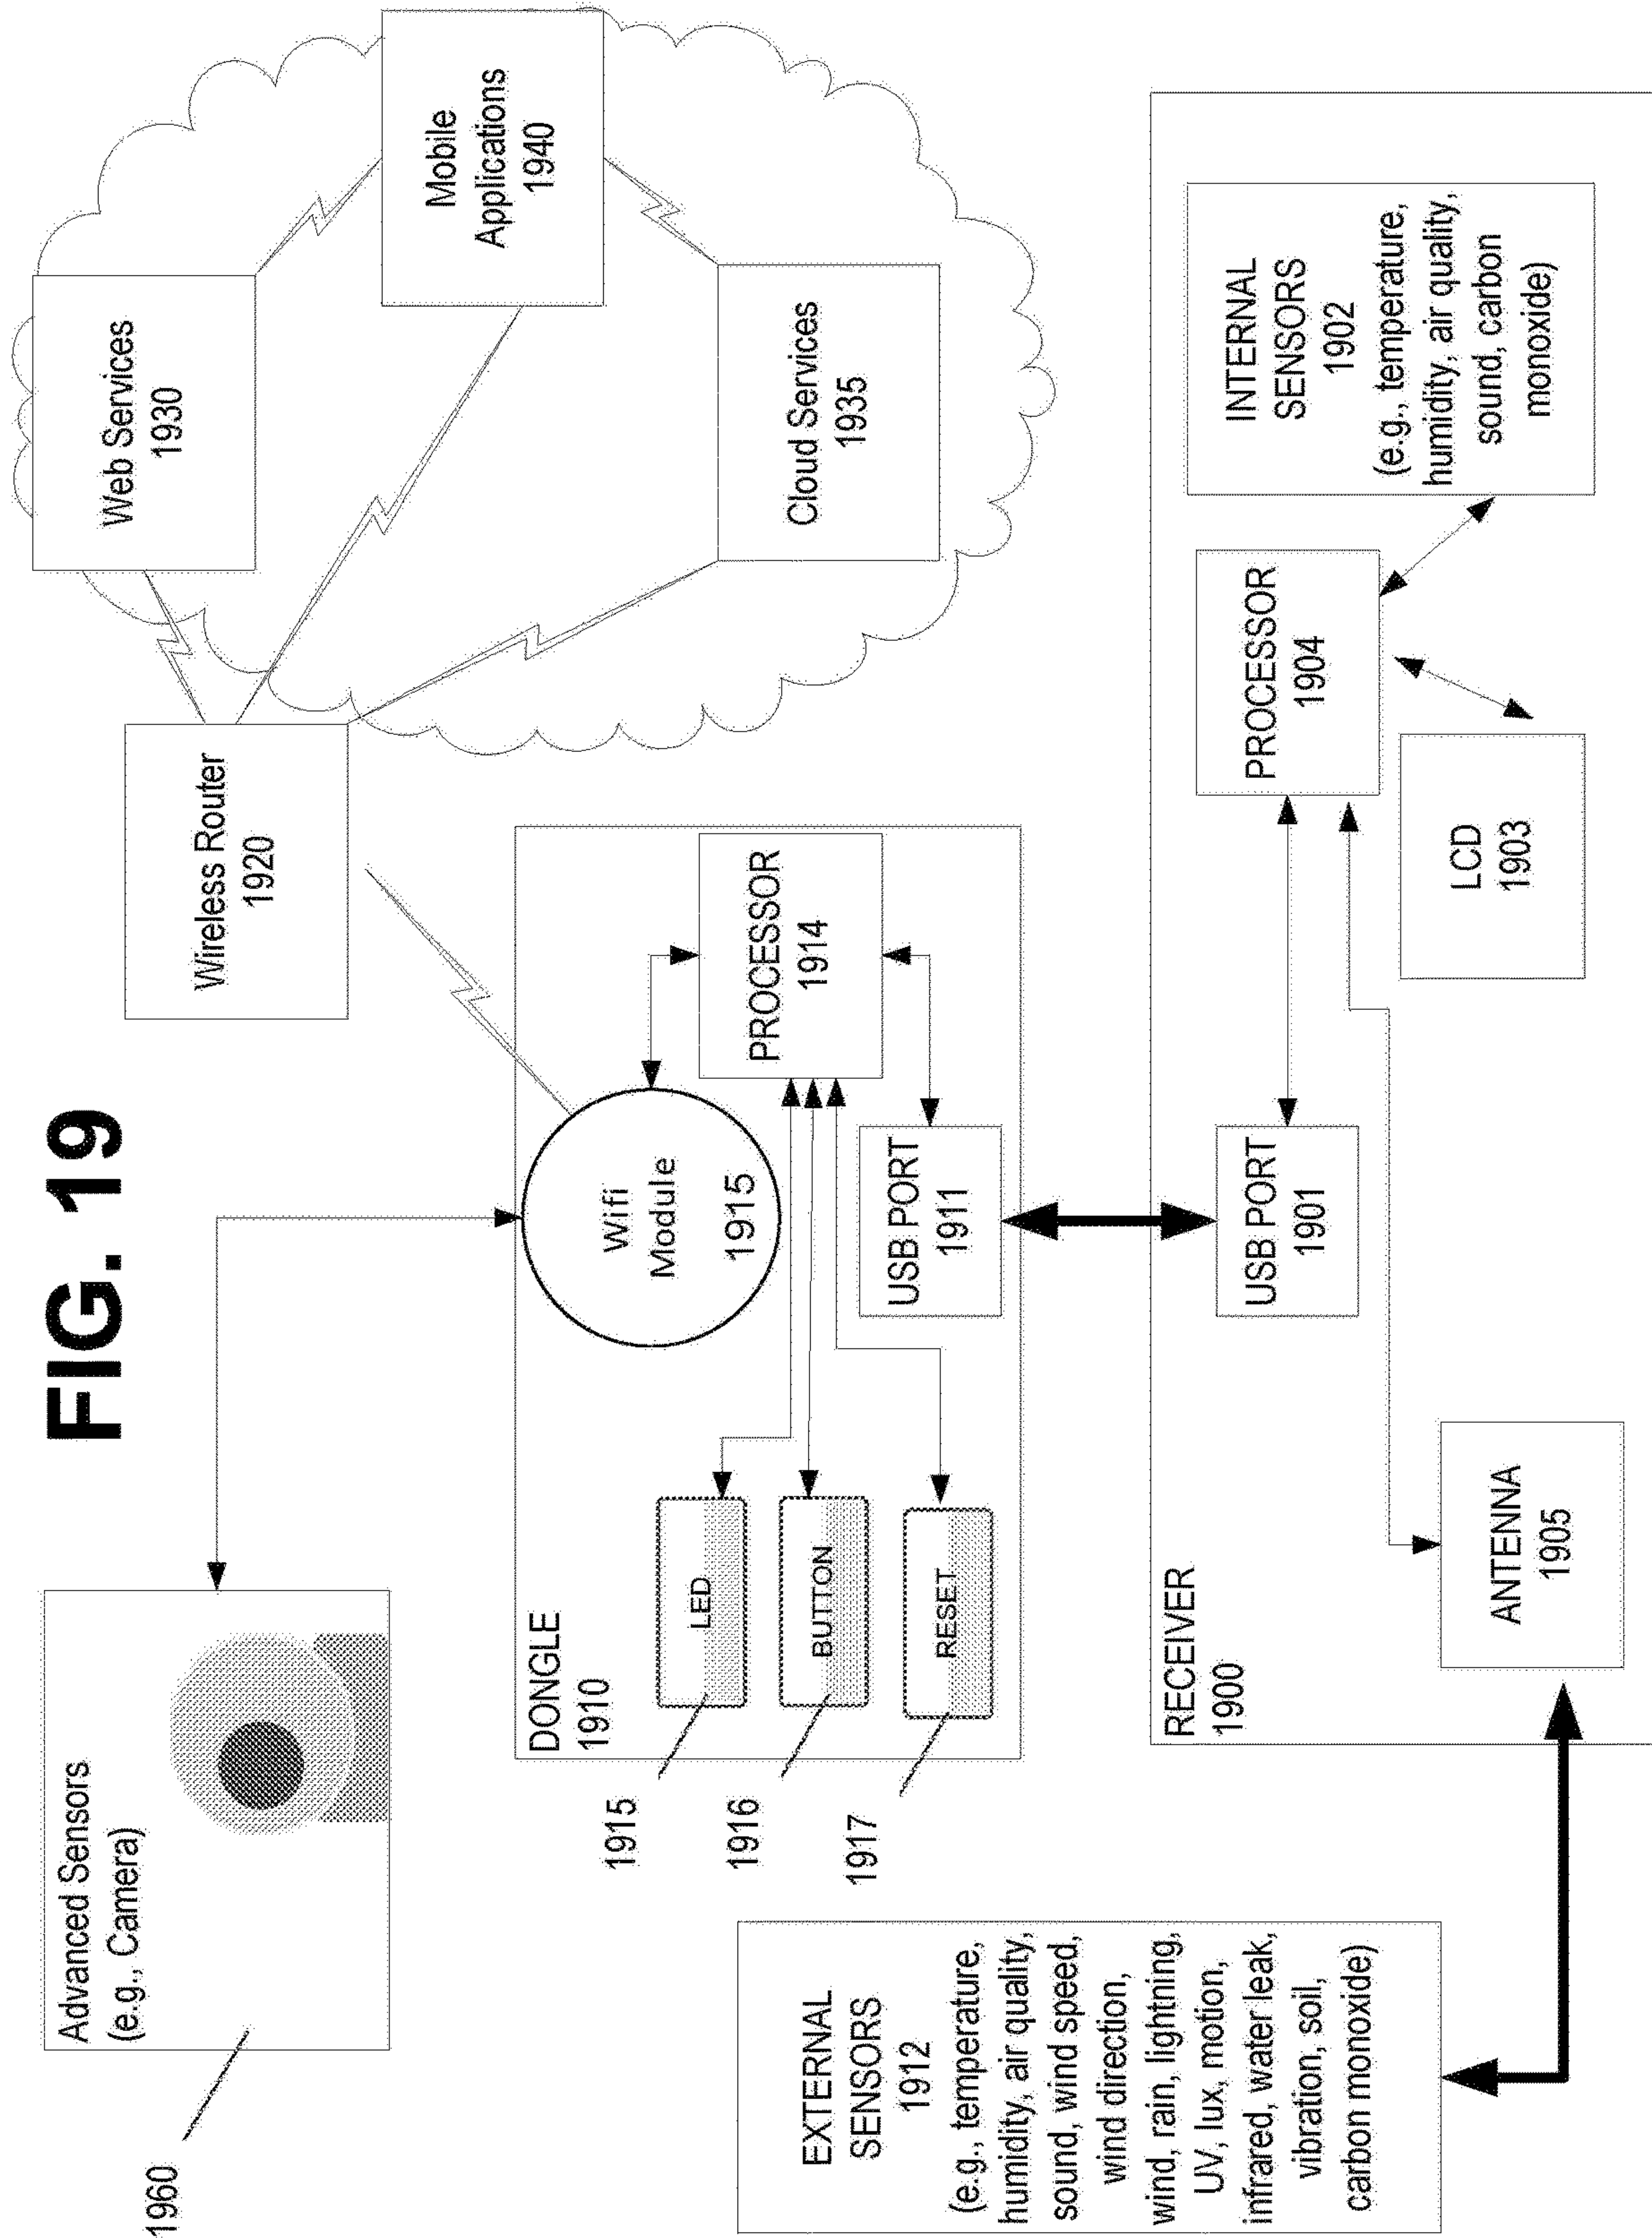 FIG. 19
Advanced Sensors
(e.g., Camera)
1960
Wireless Router
1920
Web Services
1930
Mobile
Applications
1940
Cloud Services
1935
DONGLE
1910
LED
BUTTON
RESET
1915
1916
1917
Wifi
Module
1915
PROCESSOR
1914
USB PORT
1911
EXTERNAL
SENSORS
1912
(e.g., temperature,
humidity, air quality,
sound, wind speed,
wind direction,
wind, rain, lightning,
UV, lux, motion,
infrared, water leak,
vibration, soil,
carbon monoxide)
RECEIVER
1900
ANTENNA
1905
USB PORT
1901
PROCESSOR
1904
LCD
1903
INTERNAL
SENSORS
1902
(e.g., temperature,
humidity, air quality,
sound, carbon
monoxide)